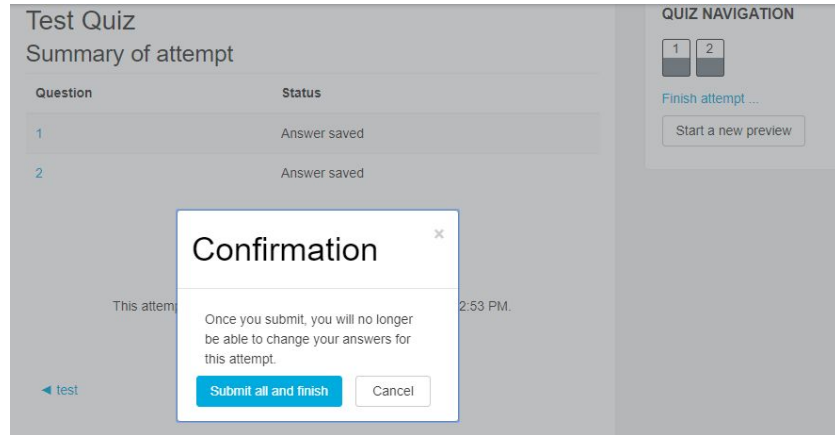 Test Quiz
Summary of attempt
Question Status
1 Answer saved
2 Answer saved
This 2:53 PM.
◄ test
QUIZ NAVIGATION
1 2
Finish attempt ...
Start a new preview
Confirmation ×
Once you submit, you will no longer
be able to change your answers for
this attempt.
Submit all and finish Cancel